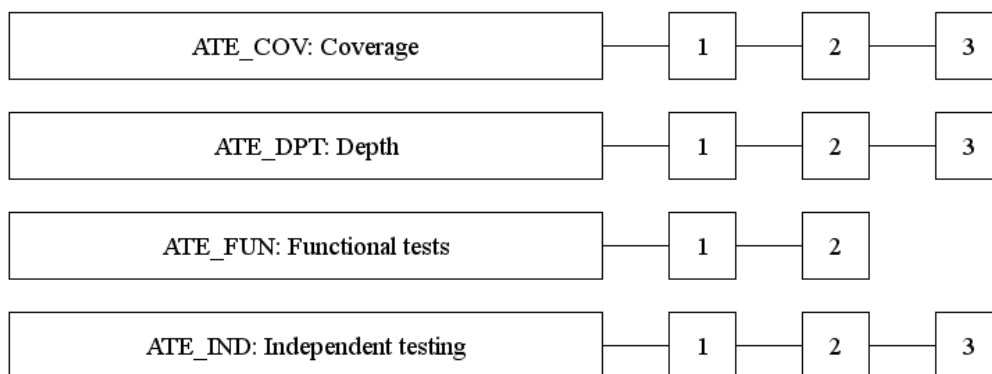 ATE_COV: Coverage 1 2 3
ATE_DPT: Depth 1 2 3
ATE_FUN: Functional tests 1 2
ATE_IND: Independent testing 1 2 3